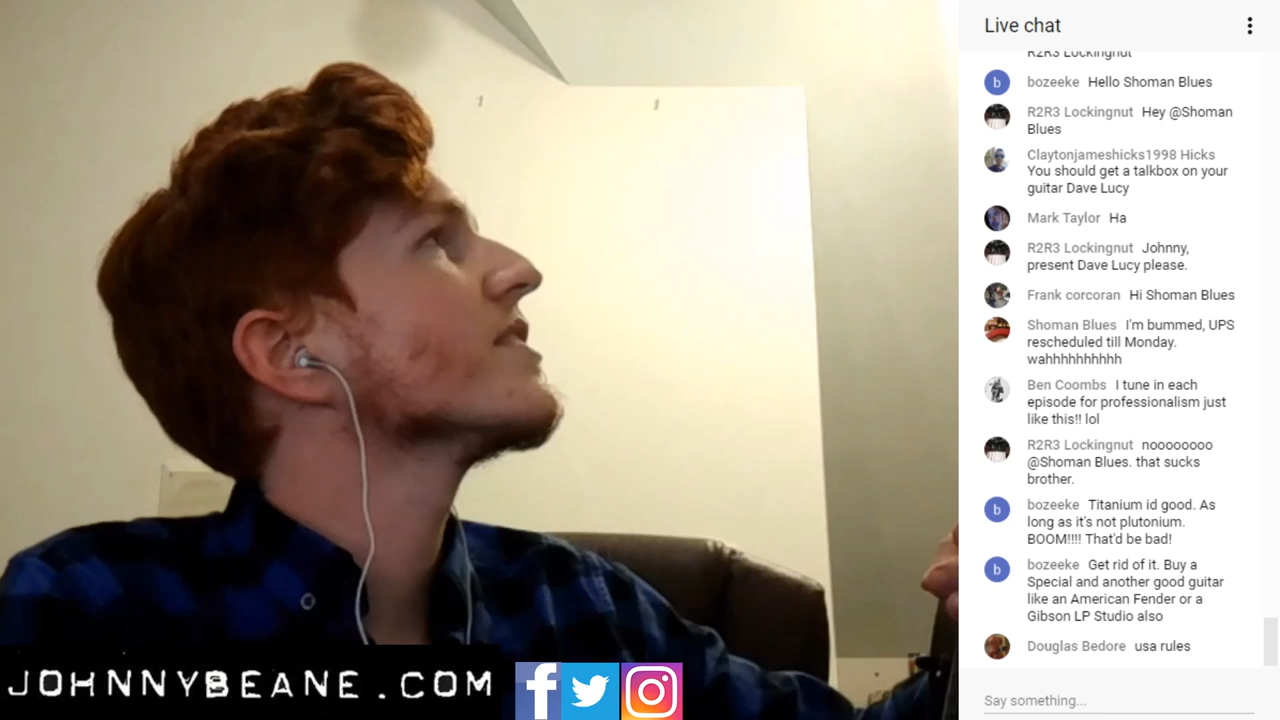 Live chat
R2R3 Lockingnut
b bozeeke Hello Shoman Blues
R2R3 Lockingnut Hey @Shoman
Blues
Claytonjameshicks1998 Hicks
You should get a talkbox on your
guitar Dave Lucy
Mark Taylor Ha
R2R3 Lockingnut Johnny,
present Dave Lucy please.
Frank corcoran Hi Shoman Blues
Shoman Blues I'm bummed, UPS
rescheduled till Monday.
wahhhhhhhhhh
Ben Coombs I tune in each
episode for professionalism just
like this!! lol
R2R3 Lockingnut noooooooo
@Shoman Blues. that sucks
brother.
b bozeeke Titanium id good. As
long as it's not plutonium.
BOOM!!!! That'd be bad!
b bozeeke Get rid of it. Buy a
Special and another good guitar
like an American Fender or a
Gibson LP Studio also
Douglas Bedore usa rules
Say something...
JOHNNYBEANE.COM
f